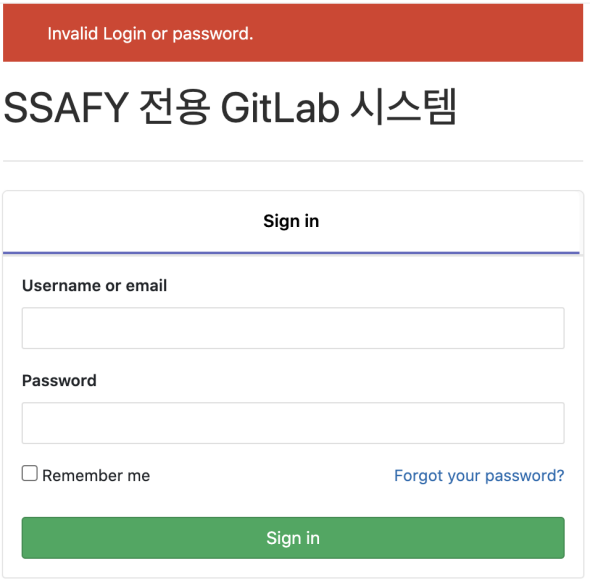 Invalid Login or password.
SSAFY 전용 GitLab 시스템
Sign in
Username or email
Password
Remember me
Forgot your password?
Sign in